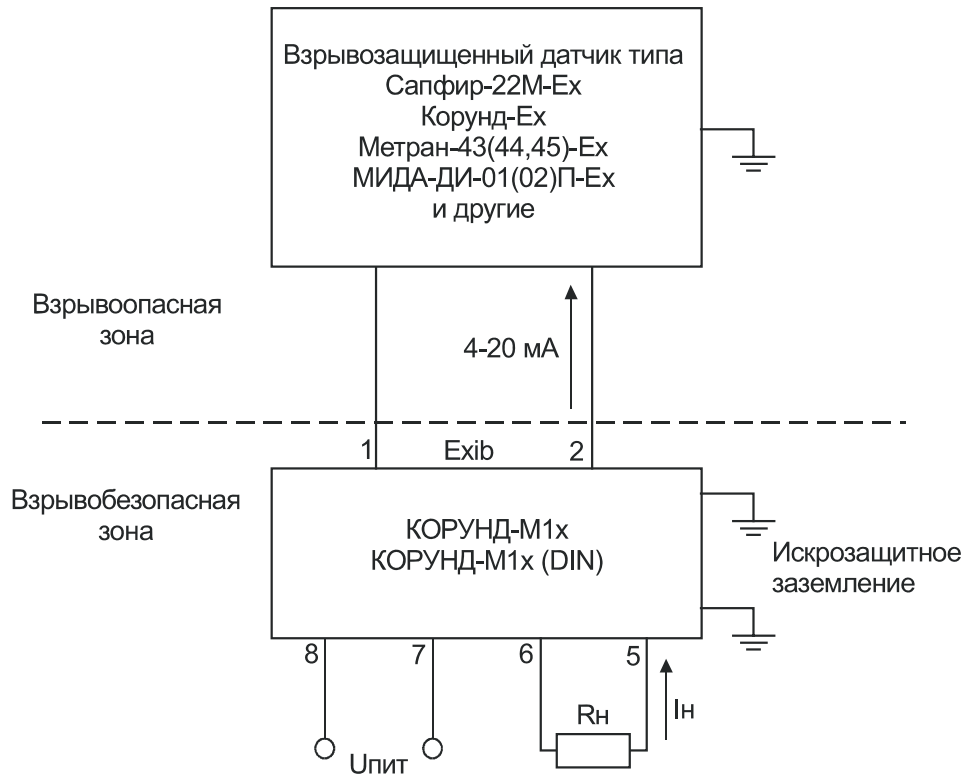 Взрывозащищенный датчик типа
Сапфир-22М-Ех
Корунд-Ех
Метран-43(44,45)-Ех
МИДА-ДИ-01(02)П-Ех
и другие
Взрывоопасная
зона
4-20 мА
1
Exib
2
Взрывобезопасная
зона
КОРУНД-М1х
КОРУНД-М1х (DIN)
Искрозащитное
заземление
8
7
6
5
Rн
Iн
Uпит